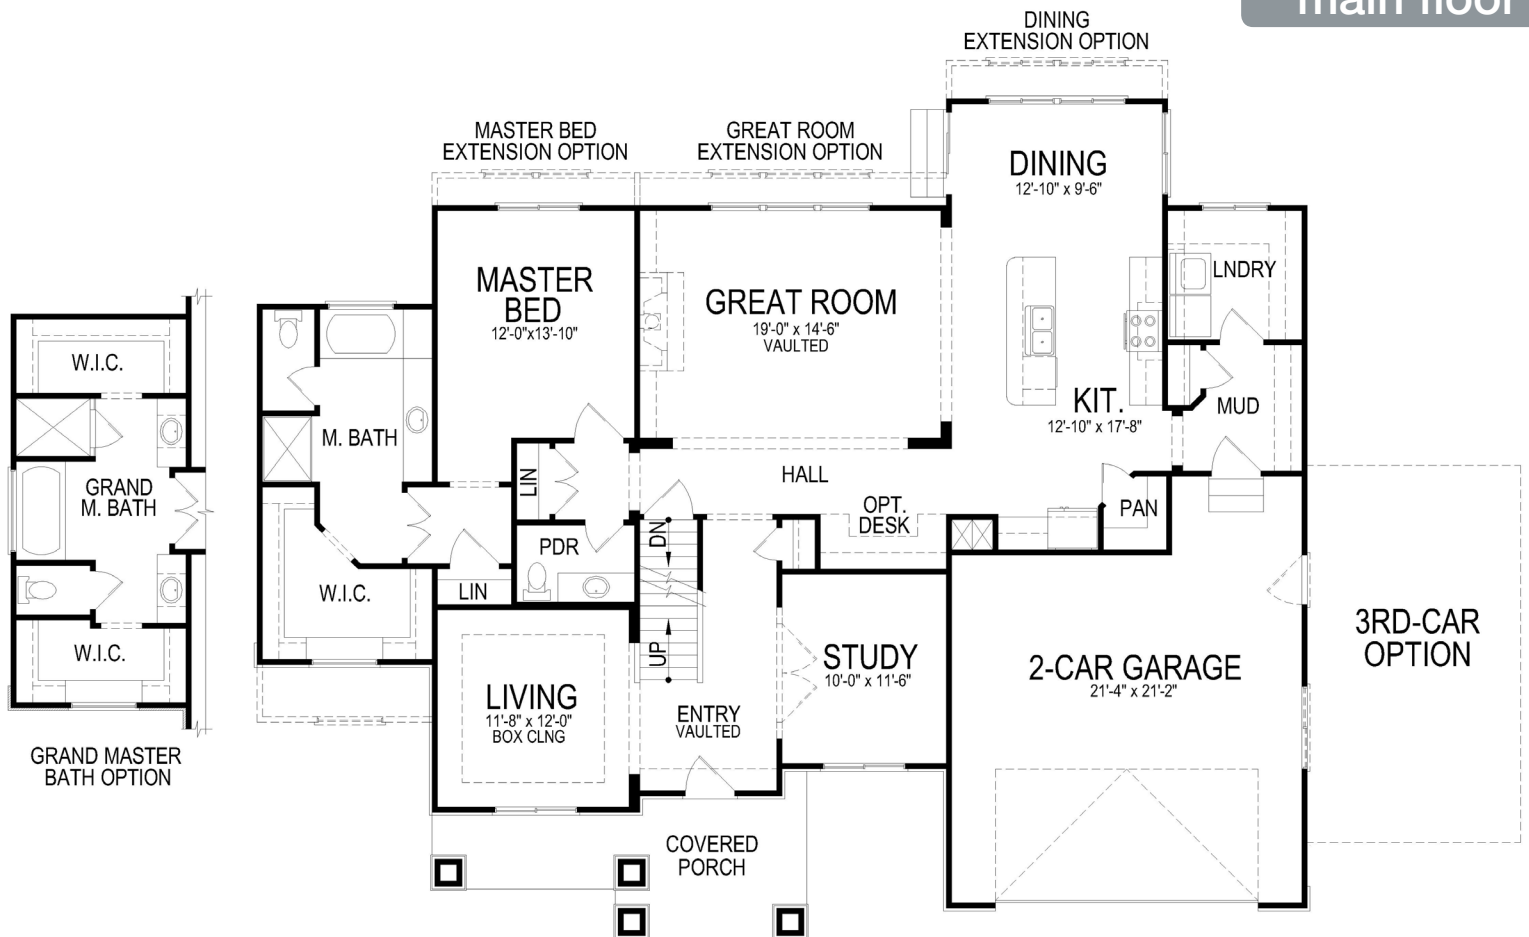 main floor
DINING
EXTENSION OPTION
MASTER BED
EXTENSION OPTION
GREAT ROOM
EXTENSION OPTION
DINING
12'-10" x 9'-6"
MASTER
BED
12'-0"x13'-10"
GREAT ROOM
19'-0" x 14'-6"
VAULTED
LNDRY
W.I.C.
KIT.
12'-10" x 17'-8"
MUD
M. BATH
HALL
LIN
GRAND
M. BATH
OPT.
DESK
PAN
DN
PDR
LIN
W.I.C.
W.I.C.
UP
STUDY
10'-0" x 11'-6"
2-CAR GARAGE
21'-4" x 21'-2"
3RD-CAR
OPTION
LIVING
11'-8" x 12'-0"
BOX CLNG
ENTRY
VAULTED
GRAND MASTER
BATH OPTION
COVERED
PORCH